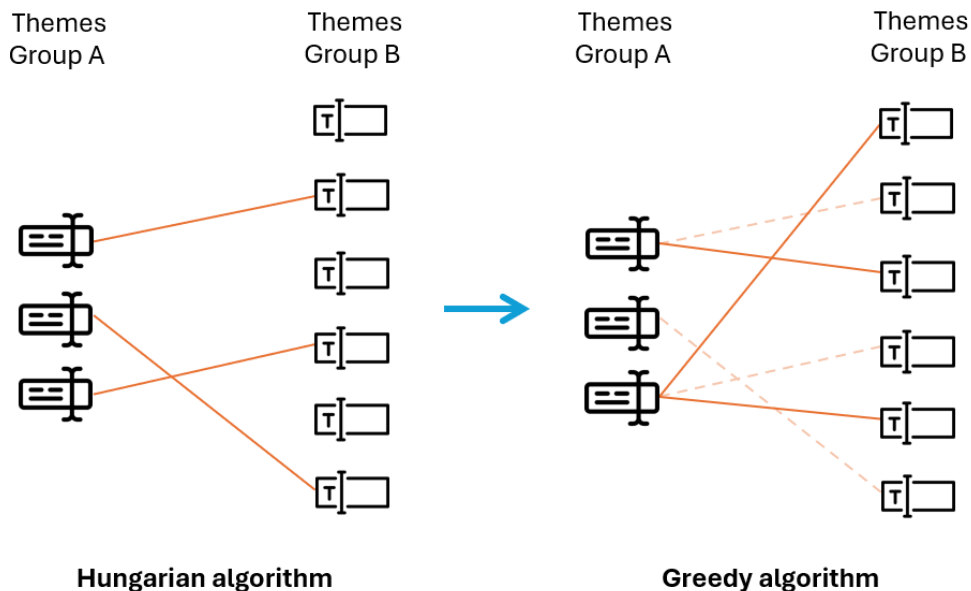 Themes
Group A
Themes
Group B
Themes
Group A
Themes
Group B
T
T
T
T
T
T
T
T
T
T
T
T
Hungarian algorithm
Greedy algorithm